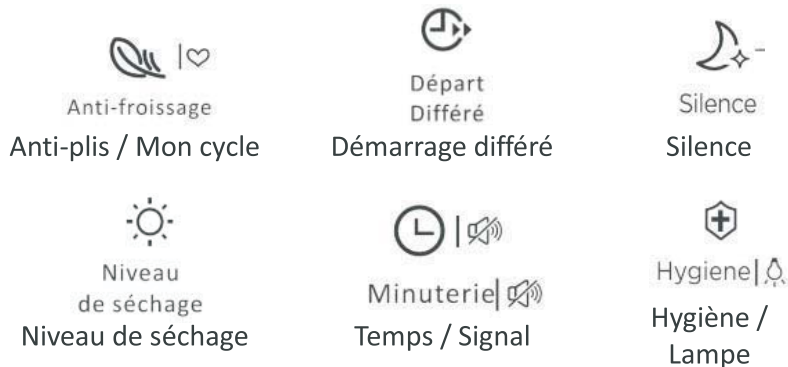 Anti-froissage
Anti-plis / Mon cycle
Départ
Différé
Démarrage différé
Silence
Silence
Niveau
de séchage
Niveau de séchage
Minuterie|
Temps / Signal
Hygiene|
Hygiène /
Lampe